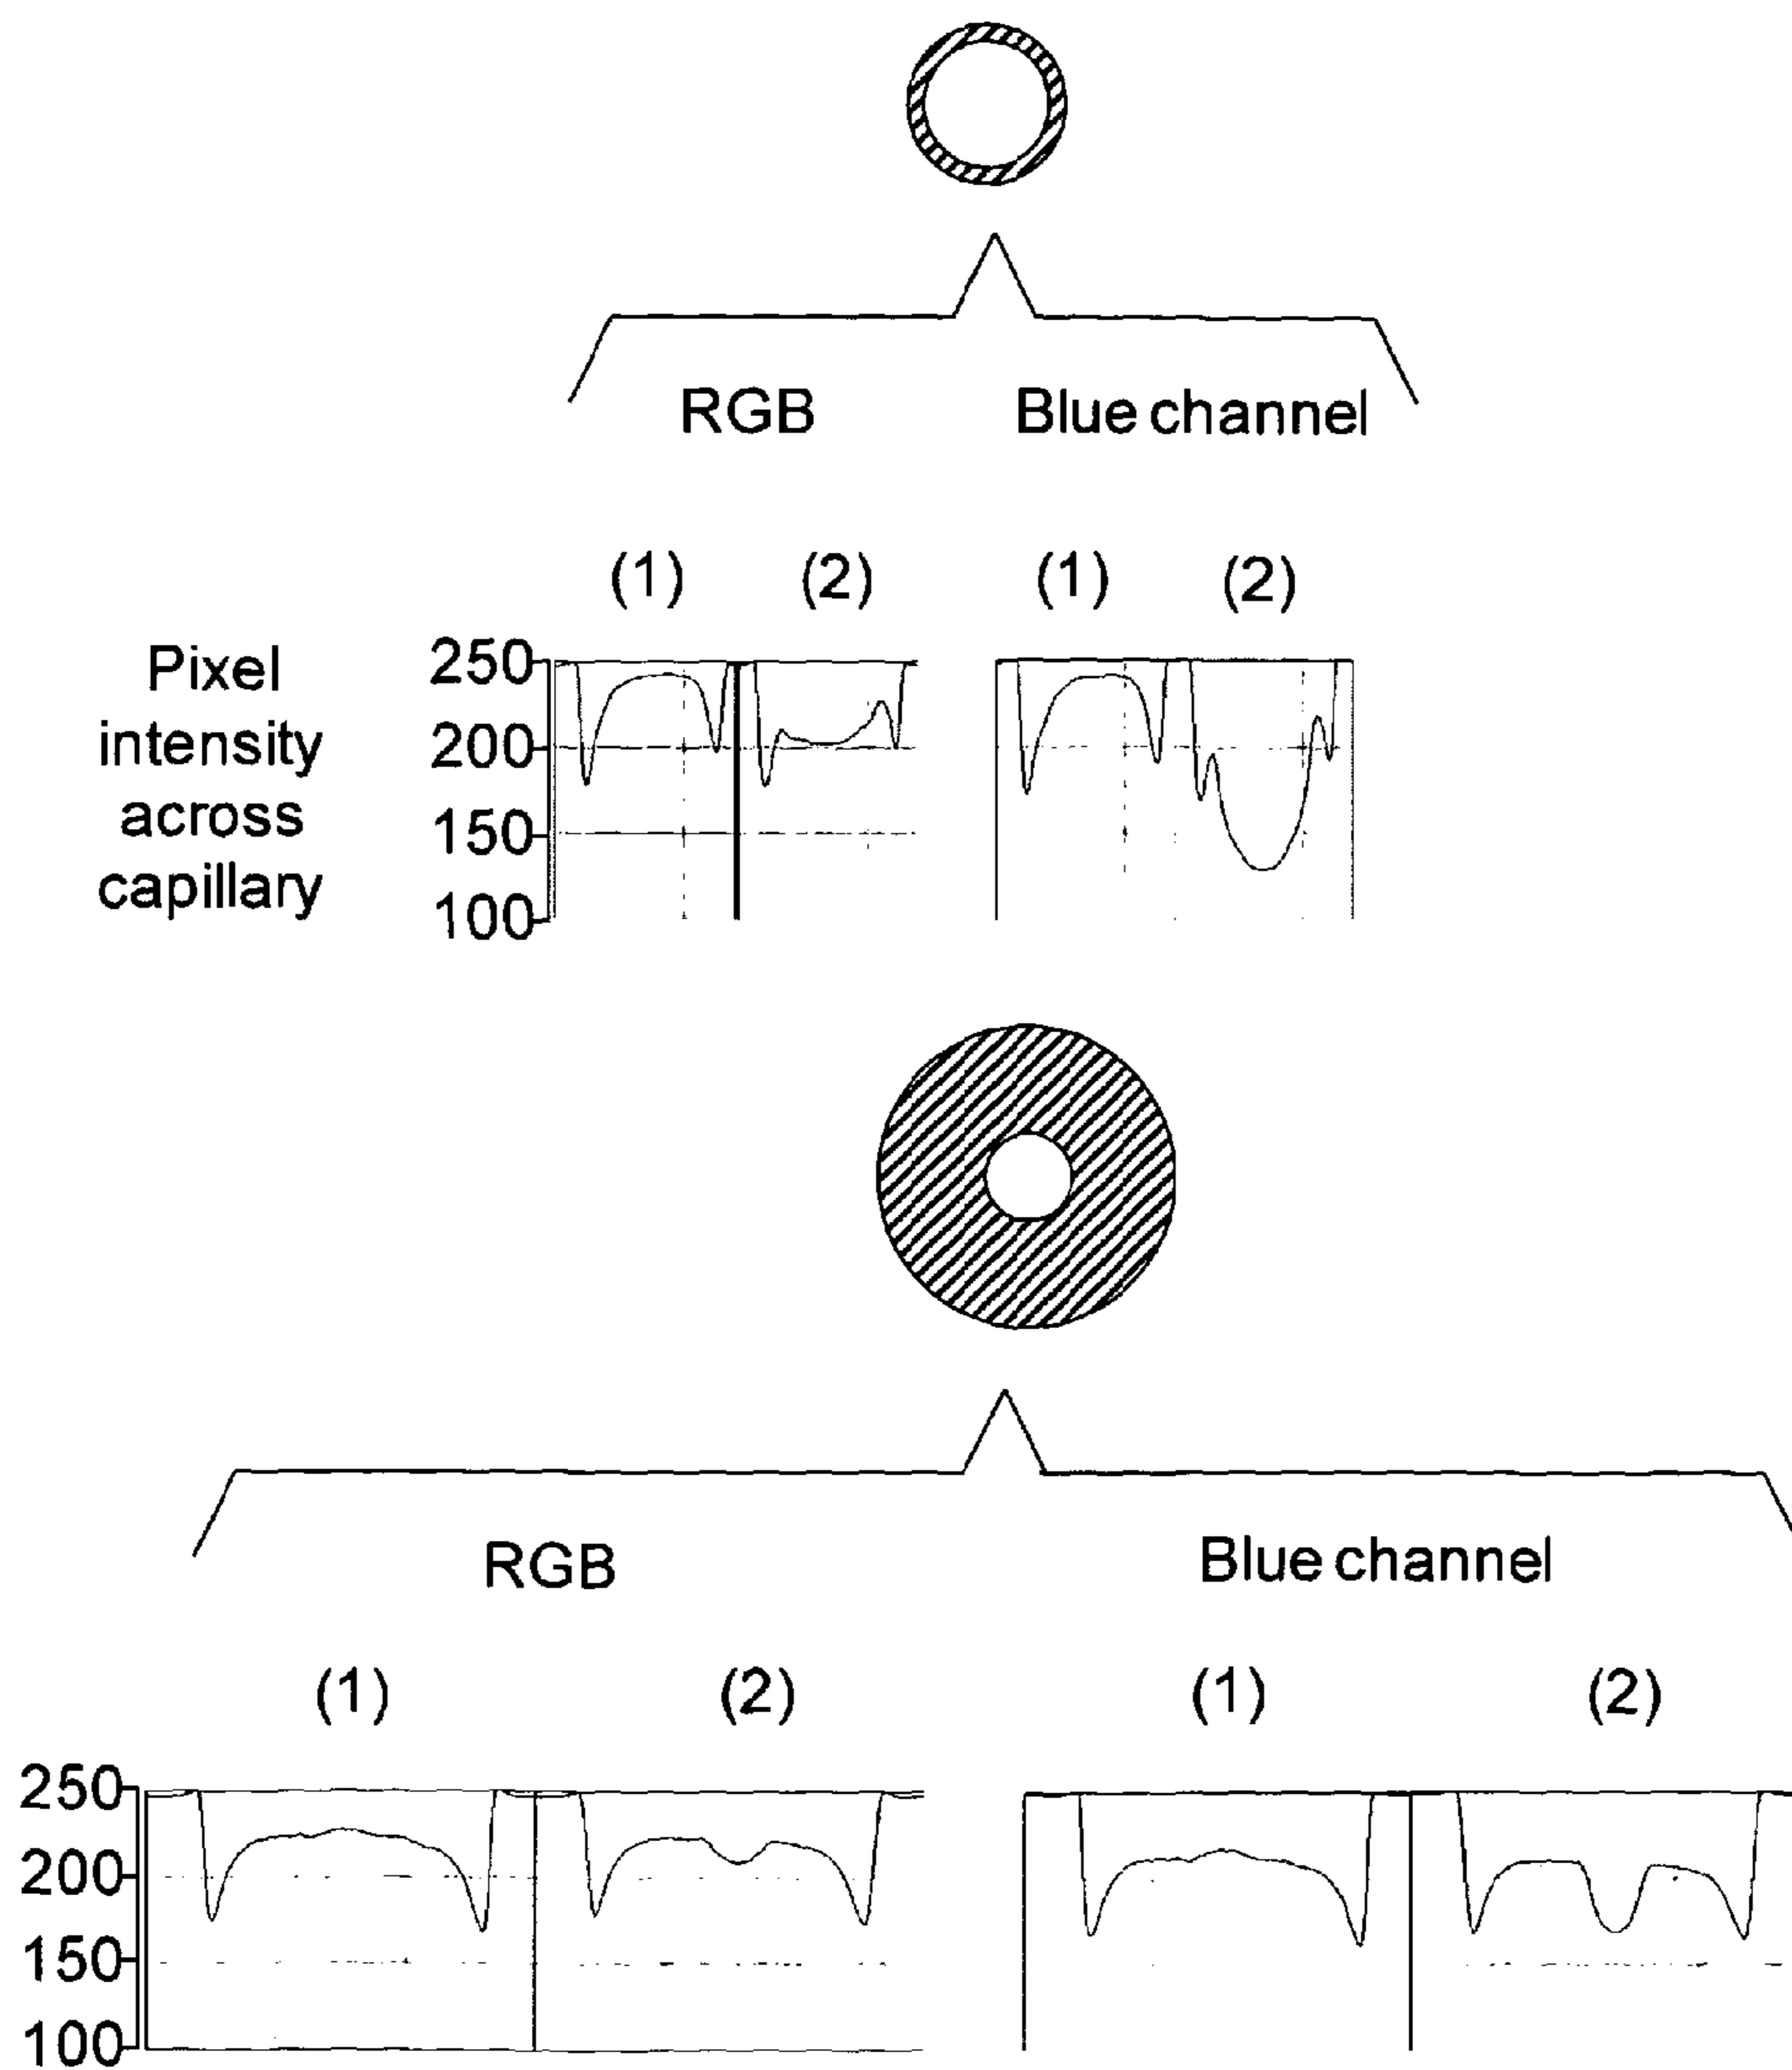 RGB Blue channel
(1) (2) (1) (2)
Pixel
intensity
across
capillary
250
200
150
100
RGB Blue channel
(1) (2) (1) (2)
250
200
150
100